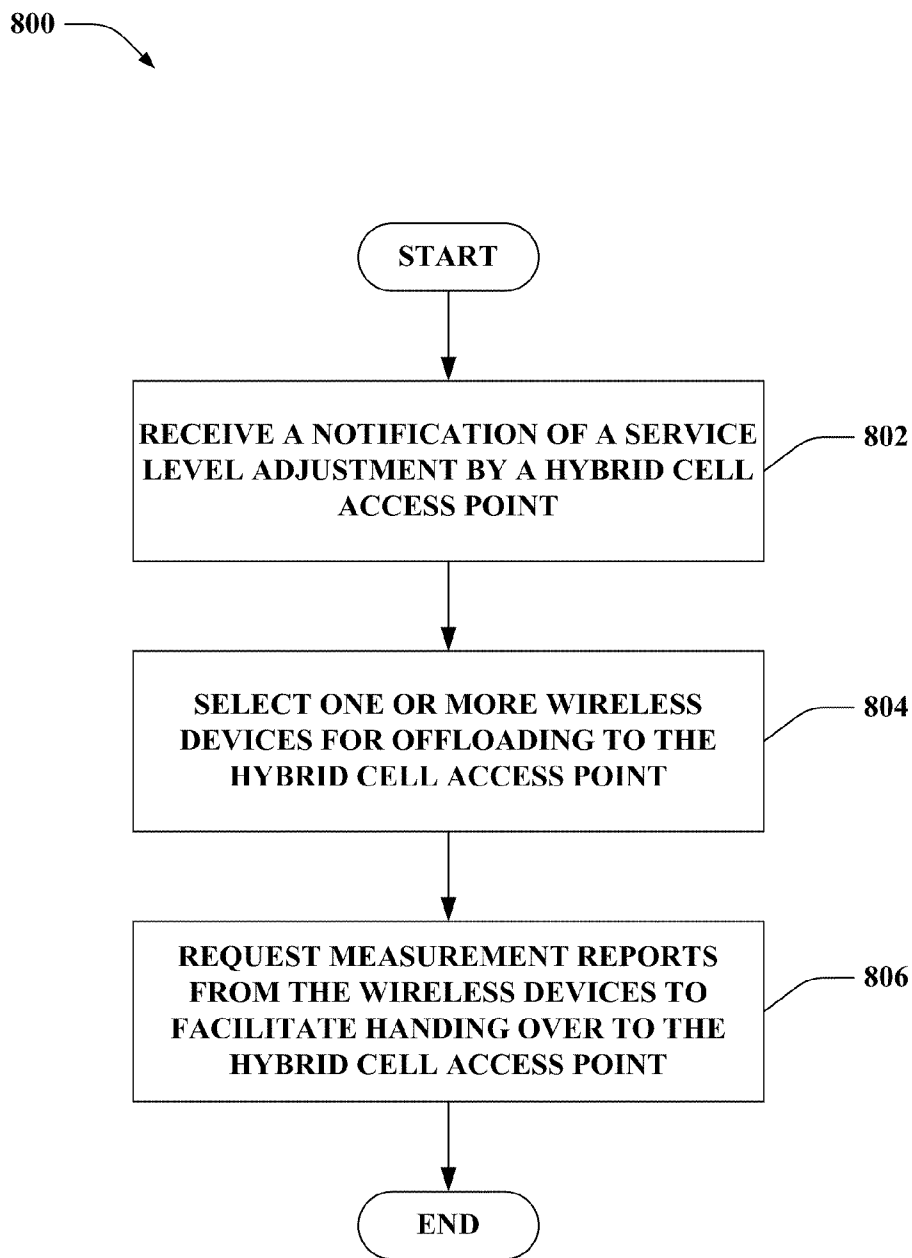 800
START
RECEIVE A NOTIFICATION OF A SERVICE
LEVEL ADJUSTMENT BY A HYBRID CELL
ACCESS POINT
802
SELECT ONE OR MORE WIRELESS
DEVICES FOR OFFLOADING TO THE
HYBRID CELL ACCESS POINT
804
REQUEST MEASUREMENT REPORTS
FROM THE WIRELESS DEVICES TO
FACILITATE HANDING OVER TO THE
HYBRID CELL ACCESS POINT
806
END